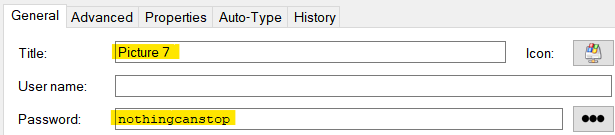 General Advanced Properties Auto-Type History
Title: Picture 7 Icon:
User name:
Password: nothingcanstop